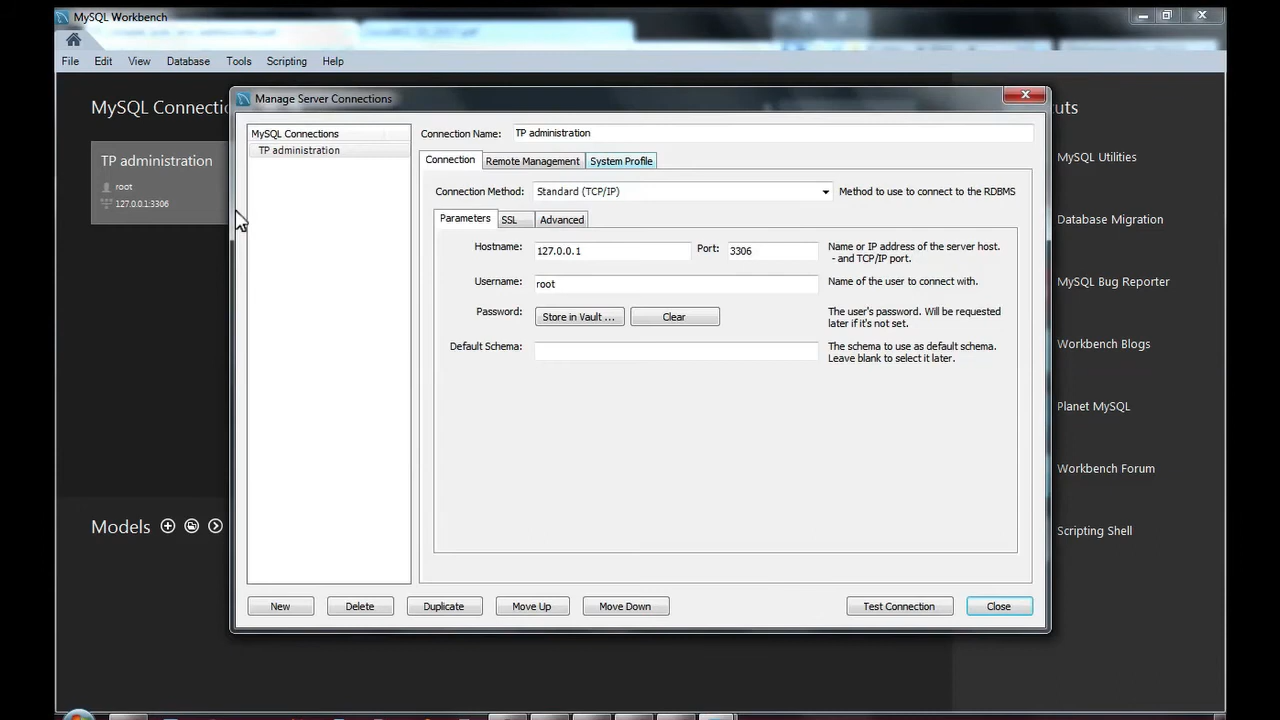 MySQL Workbench
File Edit View Database Tools Scripting Help
MySQL Connectio
TP administration
root
127.0.0.1:3306
Models
Manage Server Connections
MySQL Connections
TP administration
Connection Name: TP administration
Connection Remote Management System Profile
Connection Method: Standard (TCP/IP) Method to use to connect to the RDBMS
Parameters SSL Advanced
Hostname: 127.0.0.1 Port: 3306 Name or IP address of the server host.
- and TCP/IP port.
Username: root Name of the user to connect with.
Password: Store in Vault ... Clear The user's password. Will be requested
later if it's not set.
Default Schema: The schema to use as default schema.
Leave blank to select it later.
New Delete Duplicate Move Up Move Down Test Connection Close
uts
MySQL Utilities
Database Migration
MySQL Bug Reporter
Workbench Blogs
Planet MySQL
Workbench Forum
Scripting Shell